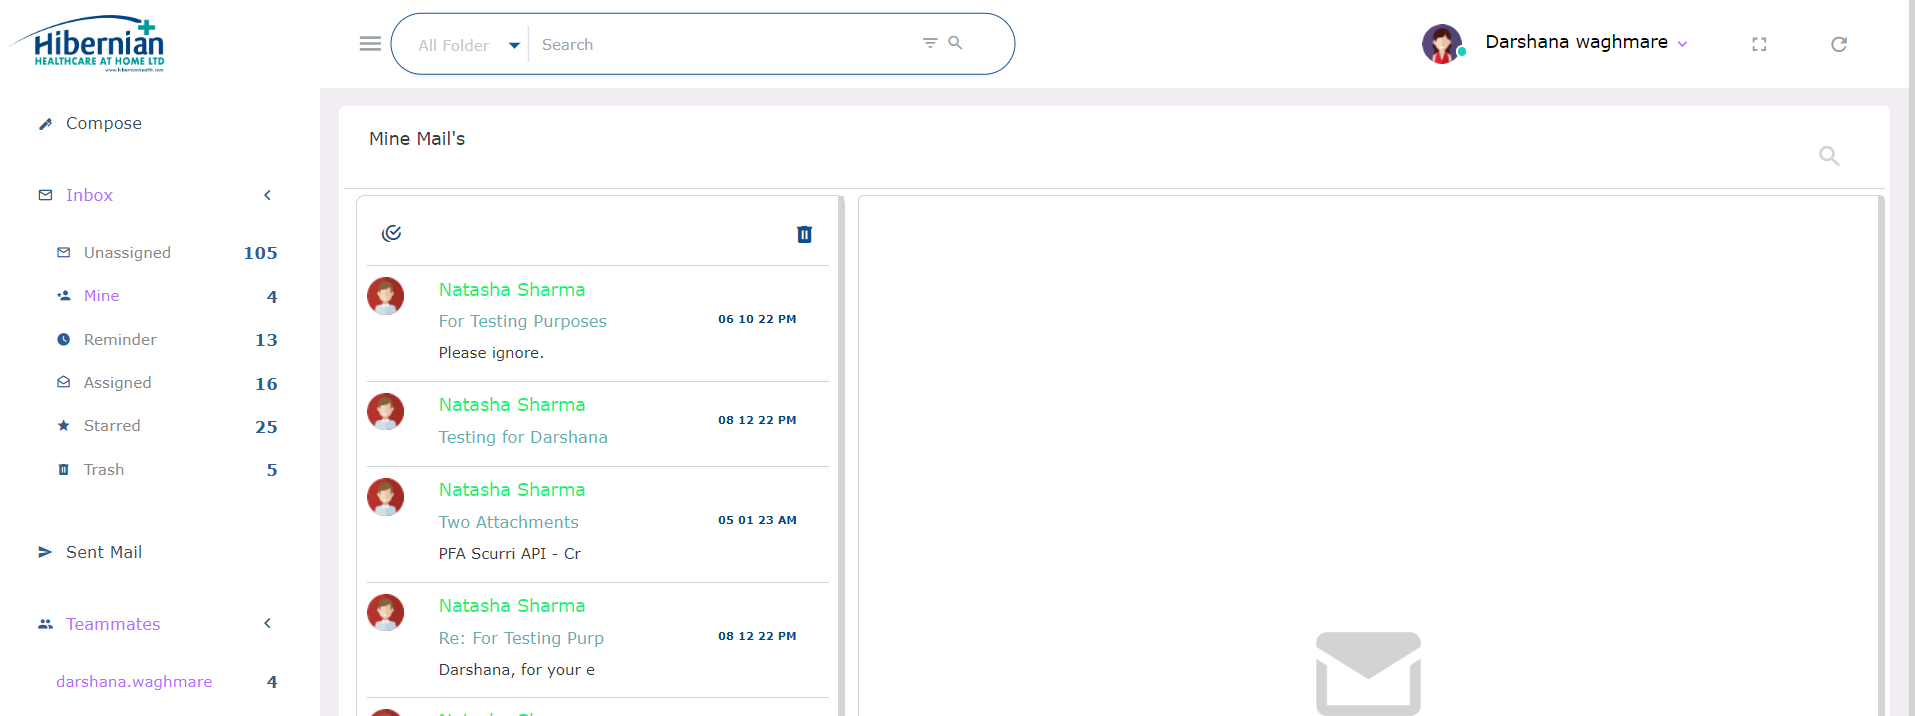 Hibernian
HEALTHCARE AT HOME LTD
www.hibernianhealth.com
All Folder
Search
Darshana waghmare
Compose
Inbox
Unassigned 105
Mine 4
Reminder 13
Assigned 16
Starred 25
Trash 5
Sent Mail
Teammates
darshana.waghmare 4
Mine Mail's
Natasha Sharma
For Testing Purposes
06 10 22 PM
Please ignore.
Natasha Sharma
08 12 22 PM
Testing for Darshana
Natasha Sharma
Two Attachments
05 01 23 AM
PFA Scurri API - Cr
Natasha Sharma
Re: For Testing Purp
08 12 22 PM
Darshana, for your e